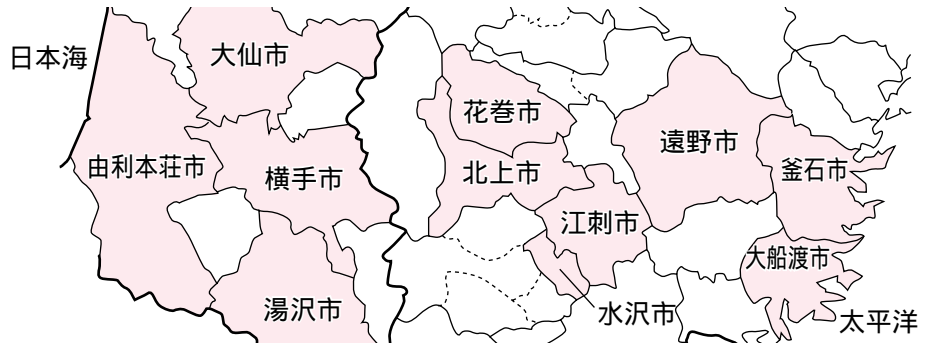 日本海
大仙市
花巻市
遠野市
由利本荘市
横手市
北上市
釜石市
江刺市
大船渡市
湯沢市
水沢市
太平洋